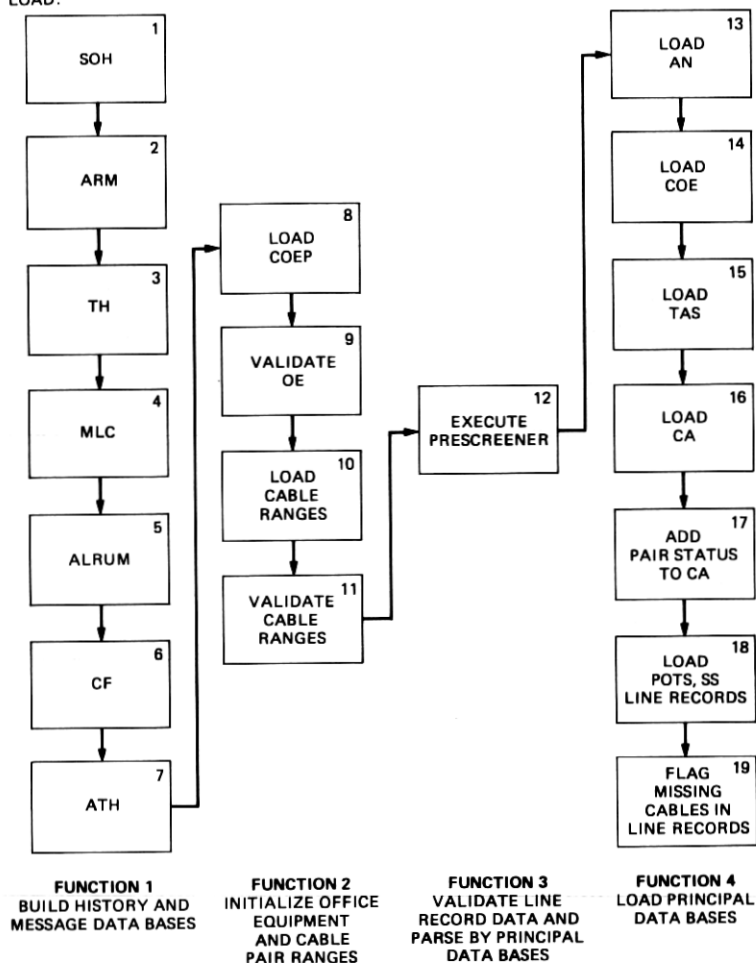 LOAD.
1
SOH
2
ARM
3
TH
4
MLC
5
ALRUM
6
CF
7
ATH
8
LOAD
COEP
9
VALIDATE
OE
10
LOAD
CABLE
RANGES
11
VALIDATE
CABLE
RANGES
12
EXECUTE
PRESCREENER
13
LOAD
AN
14
LOAD
COE
15
LOAD
TAS
16
LOAD
CA
17
ADD
PAIR STATUS
TO CA
18
LOAD
POTS, SS
LINE RECORDS
19
FLAG
MISSING
CABLES IN
LINE RECORDS
FUNCTION 1
BUILD HISTORY AND
MESSAGE DATA BASES
FUNCTION 2
INITIALIZE OFFICE
EQUIPMENT
AND CABLE
PAIR RANGES
FUNCTION 3
VALIDATE LINE
RECORD DATA AND
PARSE BY PRINCIPAL
DATA BASES
FUNCTION 4
LOAD PRINCIPAL
DATA BASES